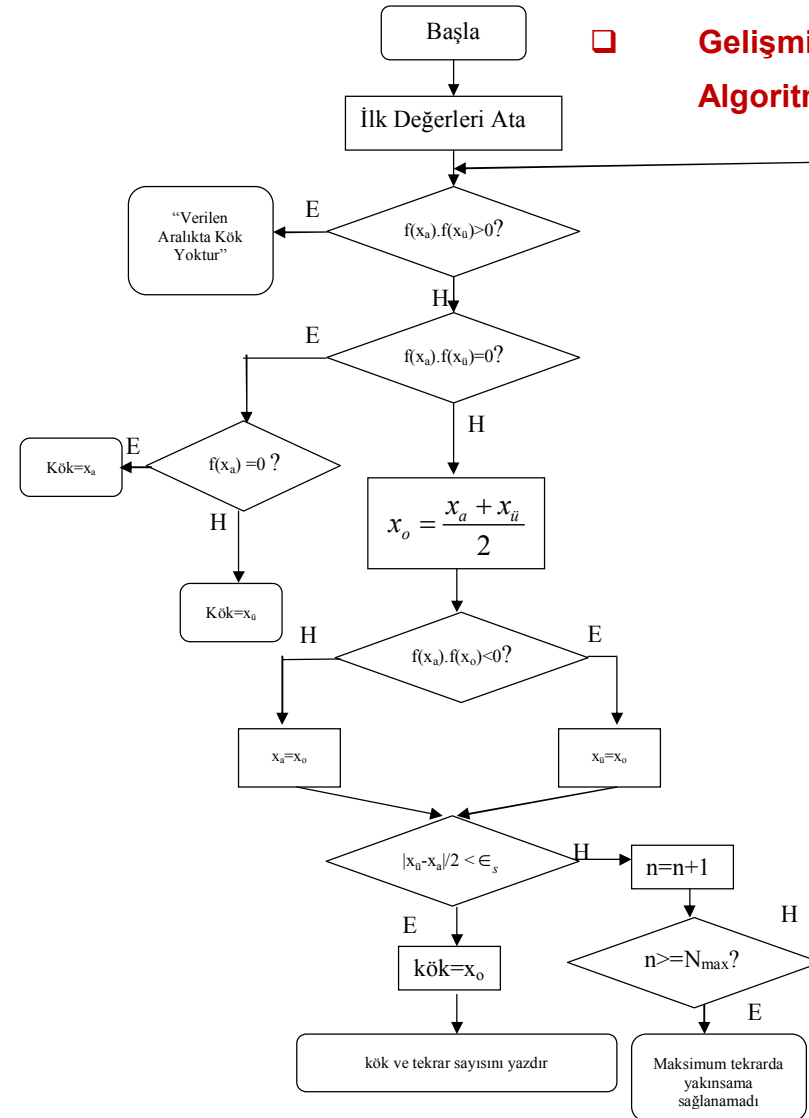 Başla
❑ Gelişmi
Algoritr
İlk Değerleri Ata
E
“Verilen
Aralıkta Kök
Yoktur”
f(xₐ).f(xü)>0?
H
E
f(xₐ).f(xü)=0?
H
E
Kök=xₐ
f(xₐ) =0 ?
H
Kök=xü
xₒ = (xₐ + xü)/2
H
E
f(xₐ).f(xₒ)<0?
xₐ=xₒ
xü=xₒ
|xü-xₐ|/2 < ∈ₛ
H
n=n+1
E
H
kök=xₒ
n>=Nmax?
E
kök ve tekrar sayısını yazdır
Maksimum tekrarda
yakınsama
sağlanamadı